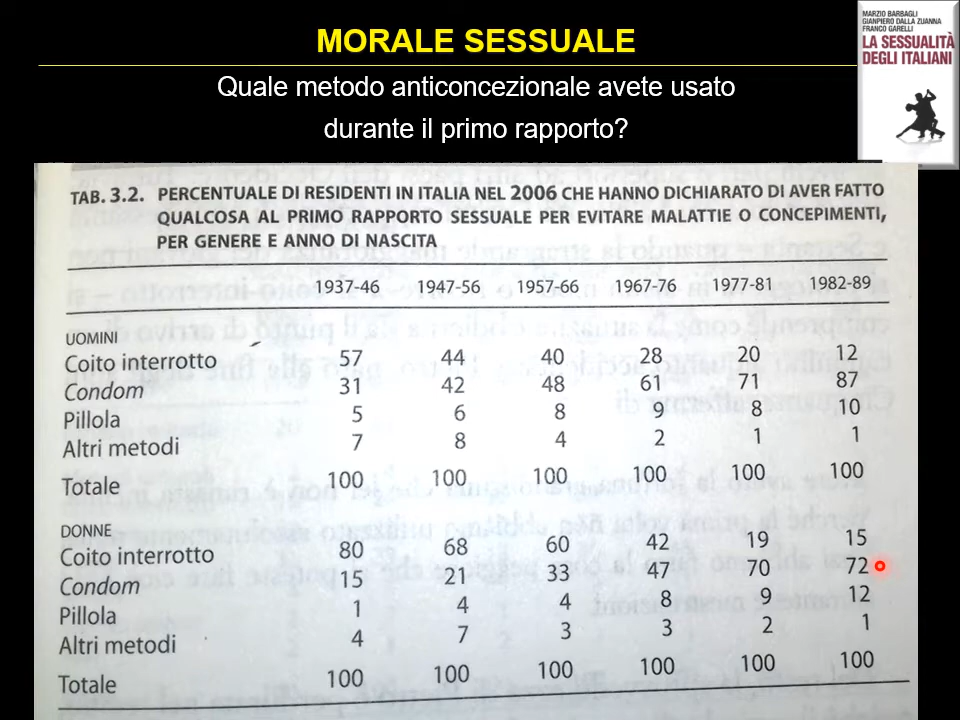 MORALE SESSUALE
Quale metodo anticoncezionale avete usato
durante il primo rapporto?
MARZIO BARBAGLI
GIANPIERO DALLA ZUANNA
FRANCO GARELLI
LA SESSUALITÀ
DEGLI ITALIANI
TAB. 3.2. PERCENTUALE DI RESIDENTI IN ITALIA NEL 2006 CHE HANNO DICHIARATO DI AVER FATTO
QUALCOSA AL PRIMO RAPPORTO SESSUALE PER EVITARE MALATTIE O CONCEPIMENTI,
PER GENERE E ANNO DI NASCITA
1937-46 1947-56 1957-66 1967-76 1977-81 1982-89
UOMINI
Coito interrotto 57 44 40 28 20 12
Condom 31 42 48 61 71 87
Pillola 5 6 8 9 8 10
Altri metodi 7 8 4 2 1 1
Totale 100 100 100 100 100 100
DONNE
Coito interrotto 80 68 60 42 19 15
Condom 15 21 33 47 70 72
Pillola 1 4 4 8 9 12
Altri metodi 4 7 3 3 2 1
Totale 100 100 100 100 100 100